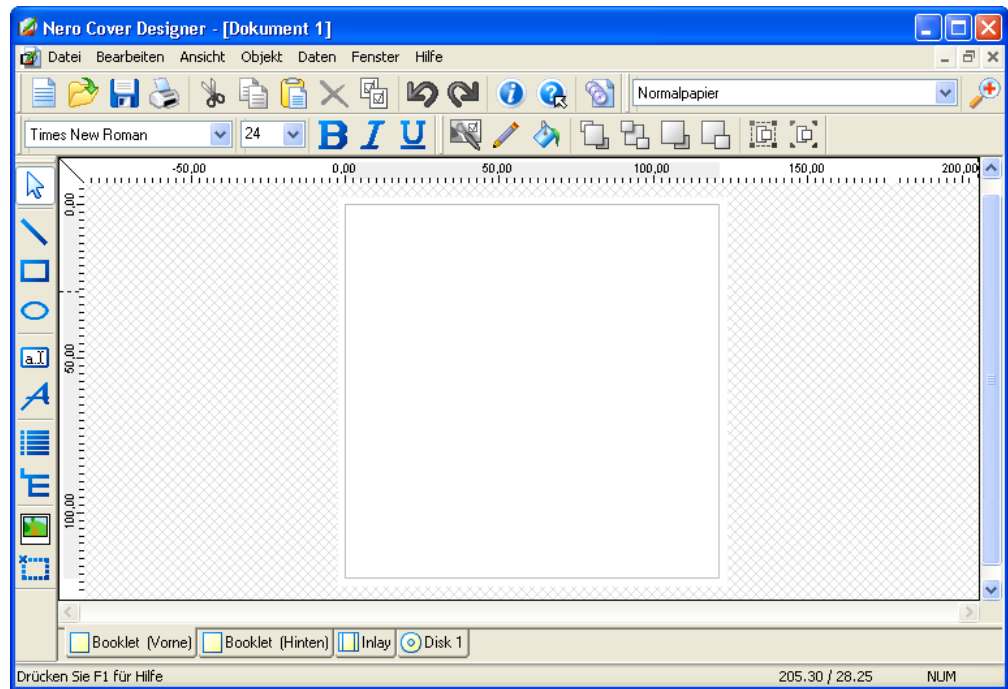 Nero Cover Designer - [Dokument 1]
Datei Bearbeiten Ansicht Objekt Daten Fenster Hilfe
Normalpapier
Times New Roman 24 B I U
-50,00 0,00 50,00 100,00 150,00 200,00
0,00
50,00
100,00
a.I
A
E
Booklet (Vorne) Booklet (Hinten) Inlay Disk 1
Drücken Sie F1 für Hilfe 205.30 / 28.25 NUM